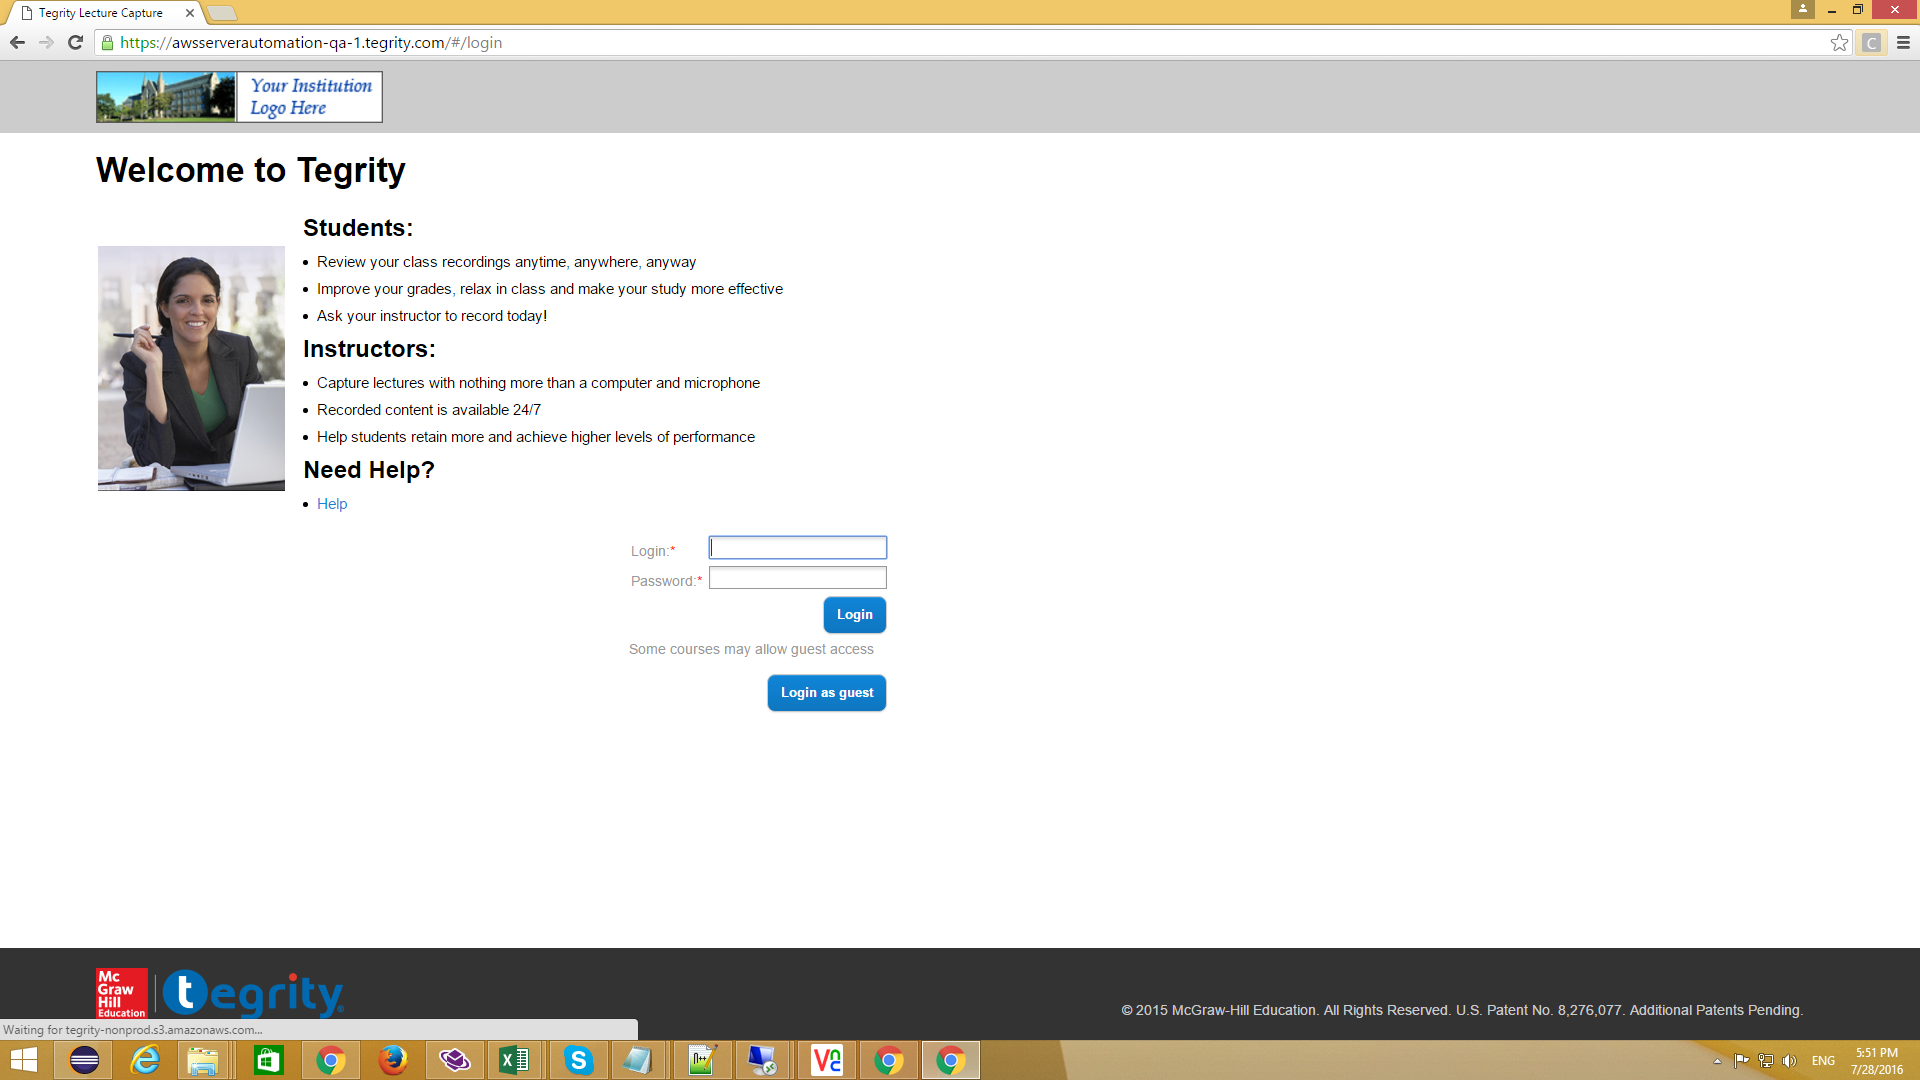 Tegrity Lecture Capture
https://awsserverautomation-qa-1.tegrity.com/#/login
C
Your Institution
Logo Here
Welcome to Tegrity
Students:
Review your class recordings anytime, anywhere, anyway
Improve your grades, relax in class and make your study more effective
Ask your instructor to record today!
Instructors:
Capture lectures with nothing more than a computer and microphone
Recorded content is available 24/7
Help students retain more and achieve higher levels of performance
Need Help?
Help
Login:*
Password:*
Login
Some courses may allow guest access
Login as guest
Mc
Graw
Hill
Education
tegrity
© 2015 McGraw-Hill Education. All Rights Reserved. U.S. Patent No. 8,276,077. Additional Patents Pending.
Waiting for tegrity-nonprod.s3.amazonaws.com...
ENG
5:51 PM
7/28/2016